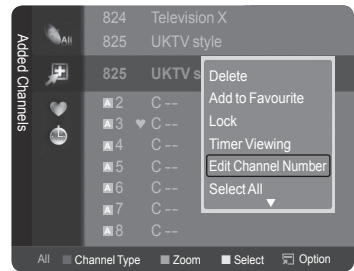 Added Channels
All
824 Television X
825 UKTV style
825 UKTV s
A 2 C --
A 3 ♥ C --
A 4 C --
A 5 C --
A 6 C --
A 7 C --
A 8 C --
Delete
Add to Favourite
Lock
Timer Viewing
Edit Channel Number
Select All
▼
All Channel Type Zoom Select Option